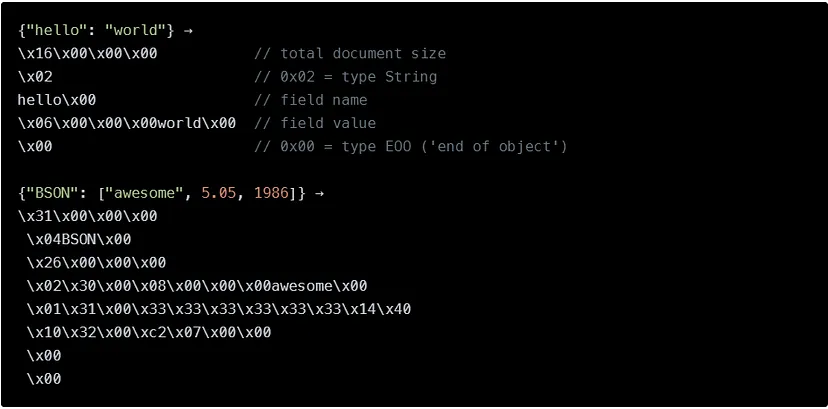 {"hello": "world"} →
\x16\x00\x00\x00 // total document size
\x02 // 0x02 = type String
hello\x00 // field name
\x06\x00\x00\x00world\x00 // field value
\x00 // 0x00 = type EOO ('end of object')
{"BSON": ["awesome", 5.05, 1986]} →
\x31\x00\x00\x00
\x04BSON\x00
\x26\x00\x00\x00
\x02\x30\x00\x08\x00\x00\x00awesome\x00
\x01\x31\x00\x33\x33\x33\x33\x33\x33\x14\x40
\x10\x32\x00\xc2\x07\x00\x00
\x00
\x00